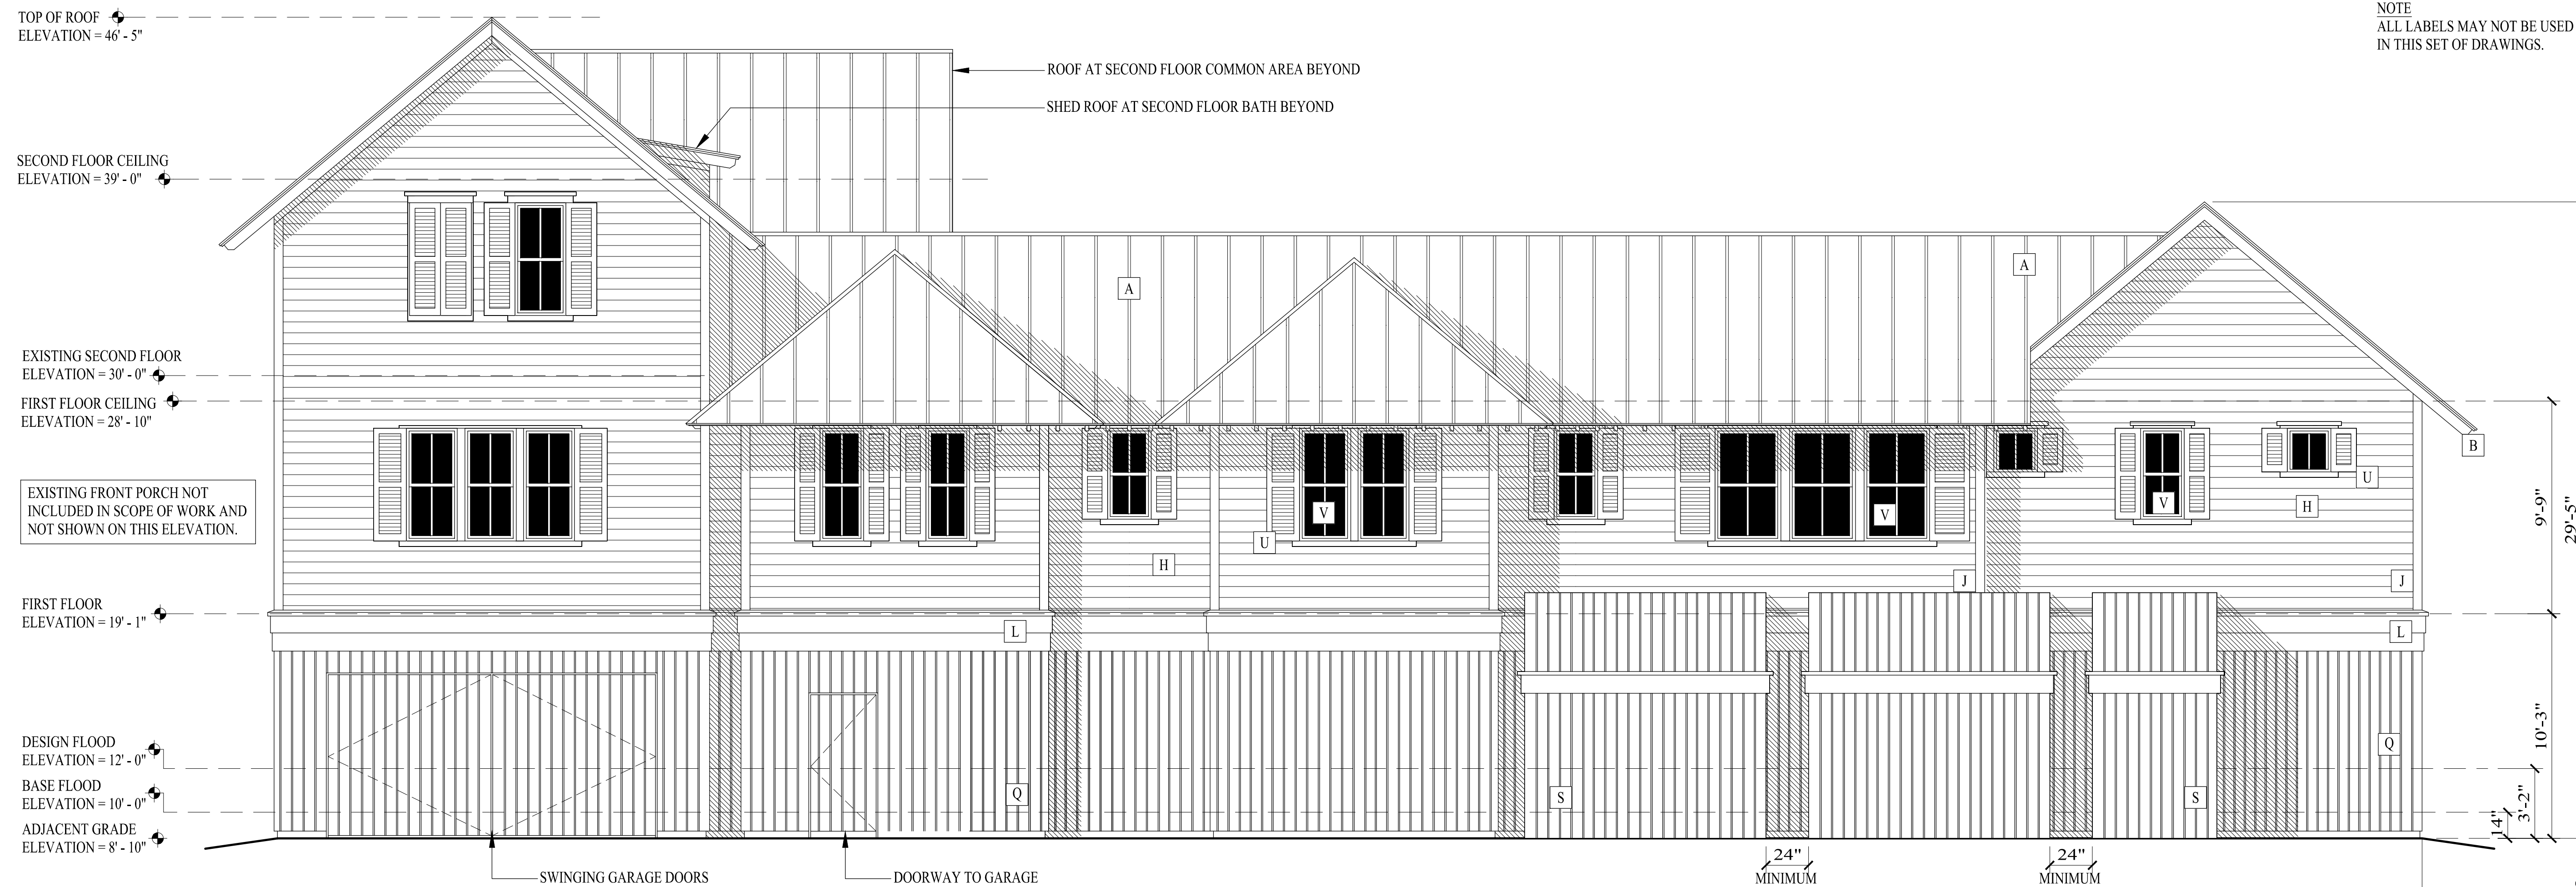 TOP OF ROOF
ELEVATION = 46' - 5"
NOTE
ALL LABELS MAY NOT BE USED
IN THIS SET OF DRAWINGS.
ROOF AT SECOND FLOOR COMMON AREA BEYOND
SHED ROOF AT SECOND FLOOR BATH BEYOND
SECOND FLOOR CEILING
ELEVATION = 39' - 0"
A
A
EXISTING SECOND FLOOR
ELEVATION = 30' - 0"
FIRST FLOOR CEILING
ELEVATION = 28' - 10"
B
U
H
V
V
V
U
H
EXISTING FRONT PORCH NOT
INCLUDED IN SCOPE OF WORK AND
NOT SHOWN ON THIS ELEVATION.
9'-9"
29'-5"
J
J
FIRST FLOOR
ELEVATION = 19' - 1"
L
L
DESIGN FLOOD
ELEVATION = 12' - 0"
10'-3"
Q
Q
S
S
BASE FLOOD
ELEVATION = 10' - 0"
3'-2"
14"
ADJACENT GRADE
ELEVATION = 8' - 10"
24"
MINIMUM
24"
MINIMUM
SWINGING GARAGE DOORS
DOORWAY TO GARAGE